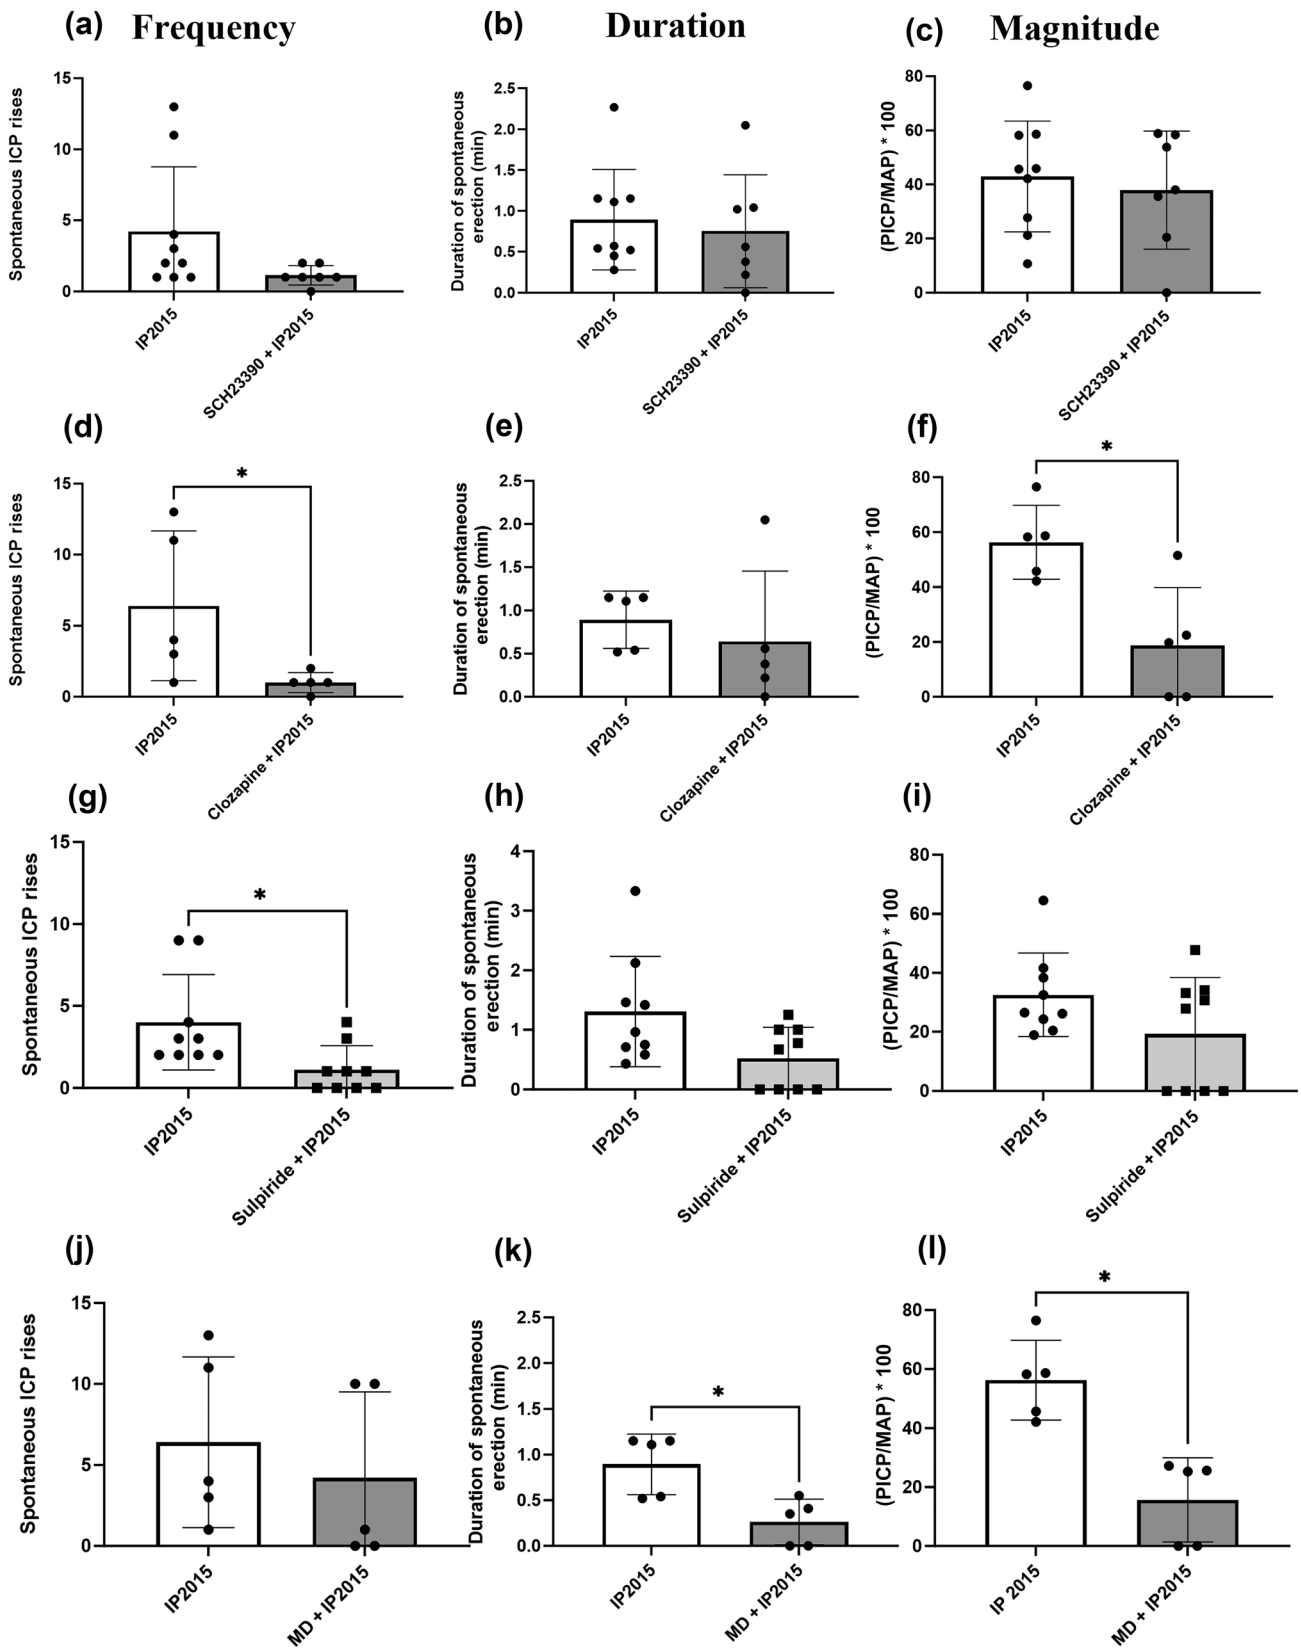 (a) Frequency
(b) Duration
(c) Magnitude
Spontaneous ICP rises
15
10
5
0
IP2015
SCH23390 + IP2015
Duration of spontaneous
erection (min)
2.5
2.0
1.5
1.0
0.5
0.0
IP2015
SCH23390 + IP2015
(PICP/MAP) * 100
80
60
40
20
0
IP2015
SCH23390 + IP2015
(d)
Spontaneous ICP rises
15
10
5
0
*
IP2015
Clozapine + IP2015
(e)
Duration of spontaneous
erection (min)
2.5
2.0
1.5
1.0
0.5
0.0
IP2015
Clozapine + IP2015
(f)
(PICP/MAP) * 100
80
60
40
20
0
*
IP2015
Clozapine + IP2015
(g)
Spontaneous ICP rises
15
10
5
0
*
IP2015
Sulpiride + IP2015
(h)
Duration of spontaneous
erection (min)
4
3
2
1
0
IP2015
Sulpiride + IP2015
(i)
(PICP/MAP) * 100
80
60
40
20
0
IP2015
Sulpiride + IP2015
(j)
Spontaneous ICP rises
15
10
5
0
IP2015
MD + IP2015
(k)
Duration of spontaneous
erection (min)
2.5
2.0
1.5
1.0
0.5
0.0
*
IP2015
MD + IP2015
(l)
(PICP/MAP) * 100
80
60
40
20
0
*
IP 2015
MD + IP2015